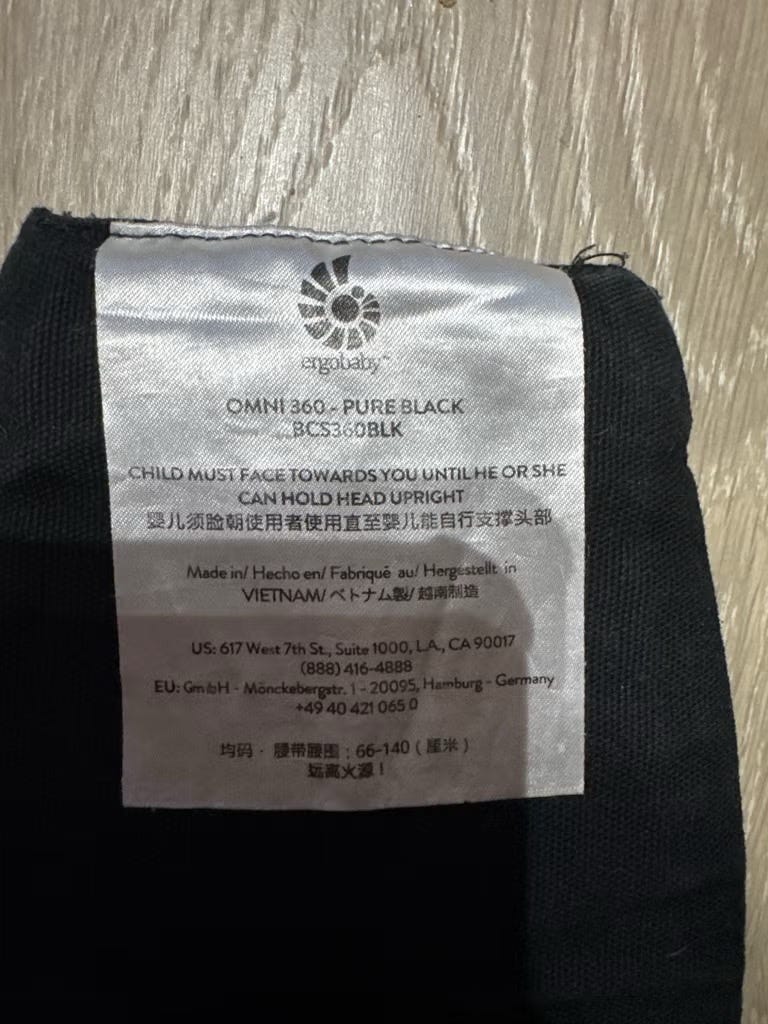 ergobaby™
OMNI 360 - PURE BLACK
BCS360BLK
CHILD MUST FACE TOWARDS YOU UNTIL HE OR SHE
CAN HOLD HEAD UPRIGHT
婴儿须脸朝使用者使用直至婴儿能自行支撑头部
Made in/ Hecho en/ Fabriqué au/ Hergestellt in
VIETNAM/ ベトナム製/ 越南制造
US: 617 West 7th St., Suite 1000, L.A., CA 90017
(888) 416-4888
EU: GmbH - Mönckebergstr. 1 - 20095, Hamburg - Germany
+49 40 421 065 0
均码 · 腰带腰围：66-140（厘米）
远离火源！